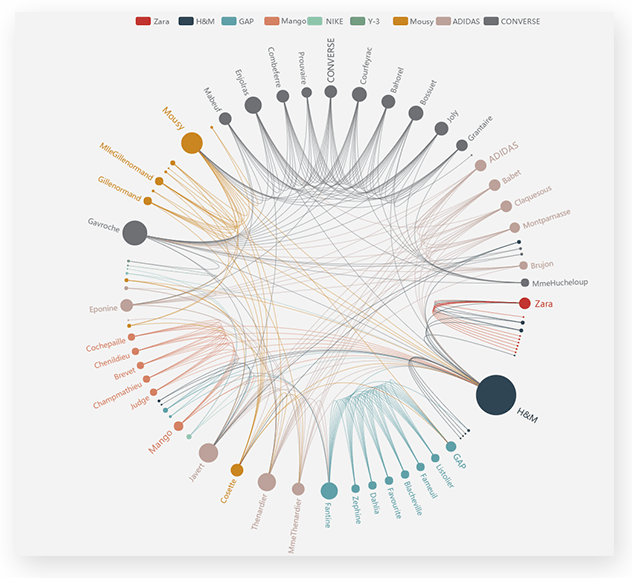 Zara H&M GAP Mango NIKE Y-3 Mousy ADIDAS CONVERSE
Mabeuf
Enjolras
Combeferre
Prouvaire
CONVERSE
Courfeyrac
Bahorel
Bossuet
Joly
Grantaire
ADIDAS
Babet
Claquesous
Montparnasse
Brujon
MmeHucheloup
Zara
H&M
GAP
Listolier
Fameuil
Blacheville
Favourite
Dahlia
Zephine
Fantine
MmeThenardier
Thenardier
Cosette
Javert
Mango
Judge
Champmathieu
Brevet
Chenildieu
Cochepaille
Eponine
Gavroche
Gillenormand
MlleGillenormand
Mousy